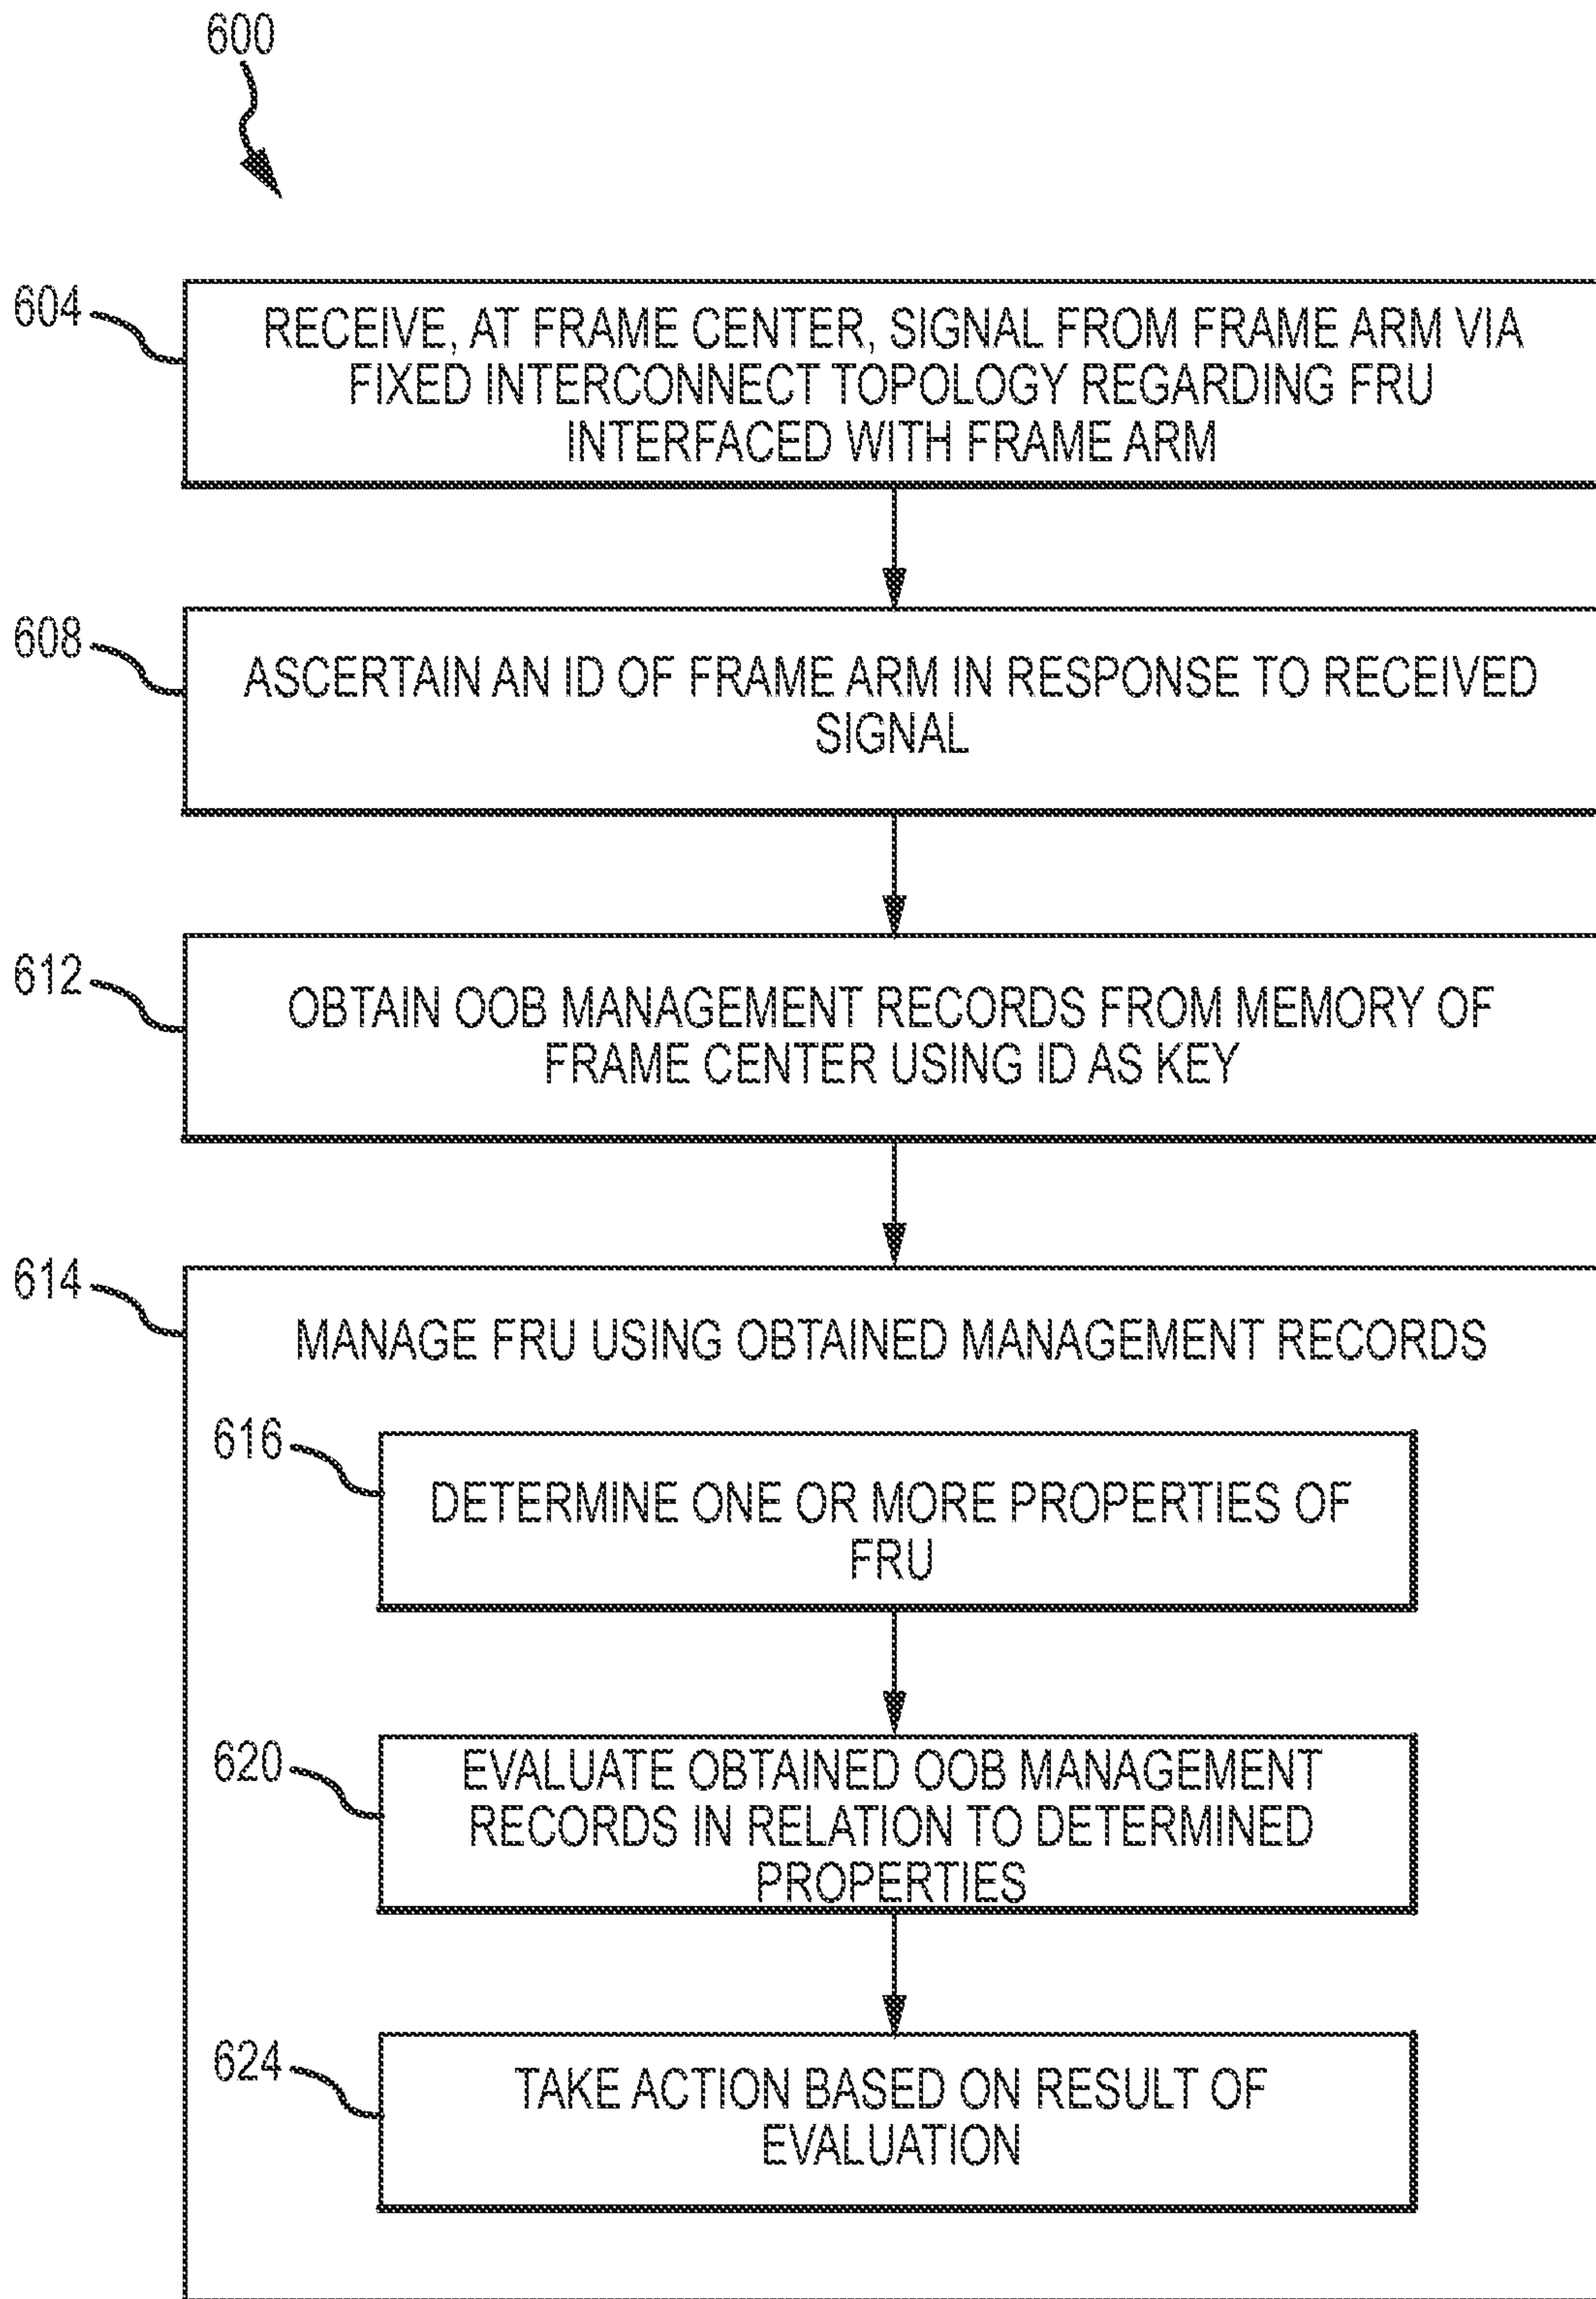 600
604
RECEIVE, AT FRAME CENTER, SIGNAL FROM FRAME ARM VIA
FIXED INTERCONNECT TOPOLOGY REGARDING FRU
INTERFACED WITH FRAME ARM
608
ASCERTAIN AN ID OF FRAME ARM IN RESPONSE TO RECEIVED
SIGNAL
612
OBTAIN OOB MANAGEMENT RECORDS FROM MEMORY OF
FRAME CENTER USING ID AS KEY
614
MANAGE FRU USING OBTAINED MANAGEMENT RECORDS
616
DETERMINE ONE OR MORE PROPERTIES OF
FRU
620
EVALUATE OBTAINED OOB MANAGEMENT
RECORDS IN RELATION TO DETERMINED
PROPERTIES
624
TAKE ACTION BASED ON RESULT OF
EVALUATION